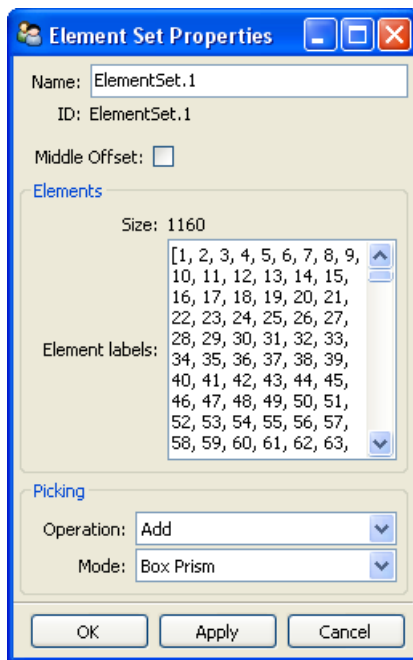 Element Set Properties
Name: ElementSet.1
ID: ElementSet.1
Middle Offset:
Elements
Size: 1160
Element labels:
[1, 2, 3, 4, 5, 6, 7, 8, 9,
10, 11, 12, 13, 14, 15,
16, 17, 18, 19, 20, 21,
22, 23, 24, 25, 26, 27,
28, 29, 30, 31, 32, 33,
34, 35, 36, 37, 38, 39,
40, 41, 42, 43, 44, 45,
46, 47, 48, 49, 50, 51,
52, 53, 54, 55, 56, 57,
58, 59, 60, 61, 62, 63,
Picking
Operation: Add
Mode: Box Prism
OK Apply Cancel